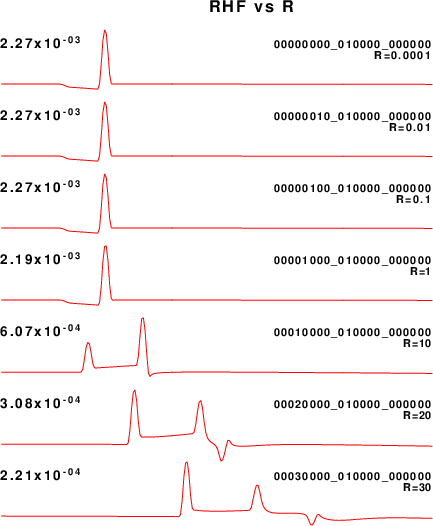 RHF vs R
2.27x10-03 00000000_010000_000000
R=0.0001
2.27x10-03 00000010_010000_000000
R=0.01
2.27x10-03 00000100_010000_000000
R=0.1
2.19x10-03 00001000_010000_000000
R=1
6.07x10-04 00010000_010000_000000
R=10
3.08x10-04 00020000_010000_000000
R=20
2.21x10-04 00030000_010000_000000
R=30